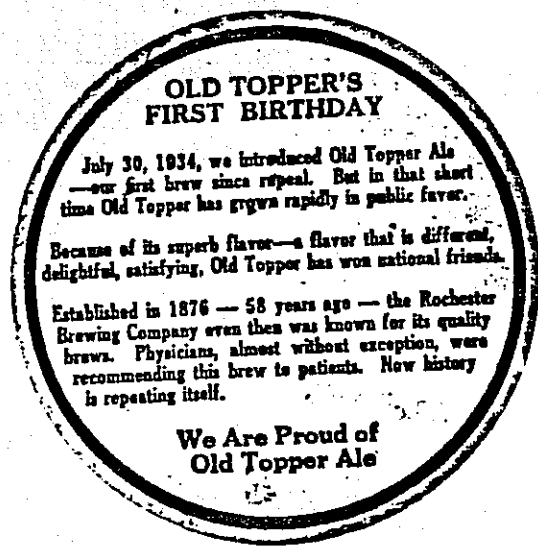 OLD TOPPER'S
FIRST BIRTHDAY
July 30, 1934, we introduced Old Topper Ale
—our first brew since repeal. But in that short
time Old Topper has grown rapidly in public favor.
Because of its superb flavor—a flavor that is different,
delightful, satisfying, Old Topper has won national friends.
Established in 1876 — 58 years ago — the Rochester
Brewing Company even then was known for its quality
brews. Physicians, almost without exception, were
recommending this brew to patients. Now history
is repeating itself.
We Are Proud of
Old Topper Ale